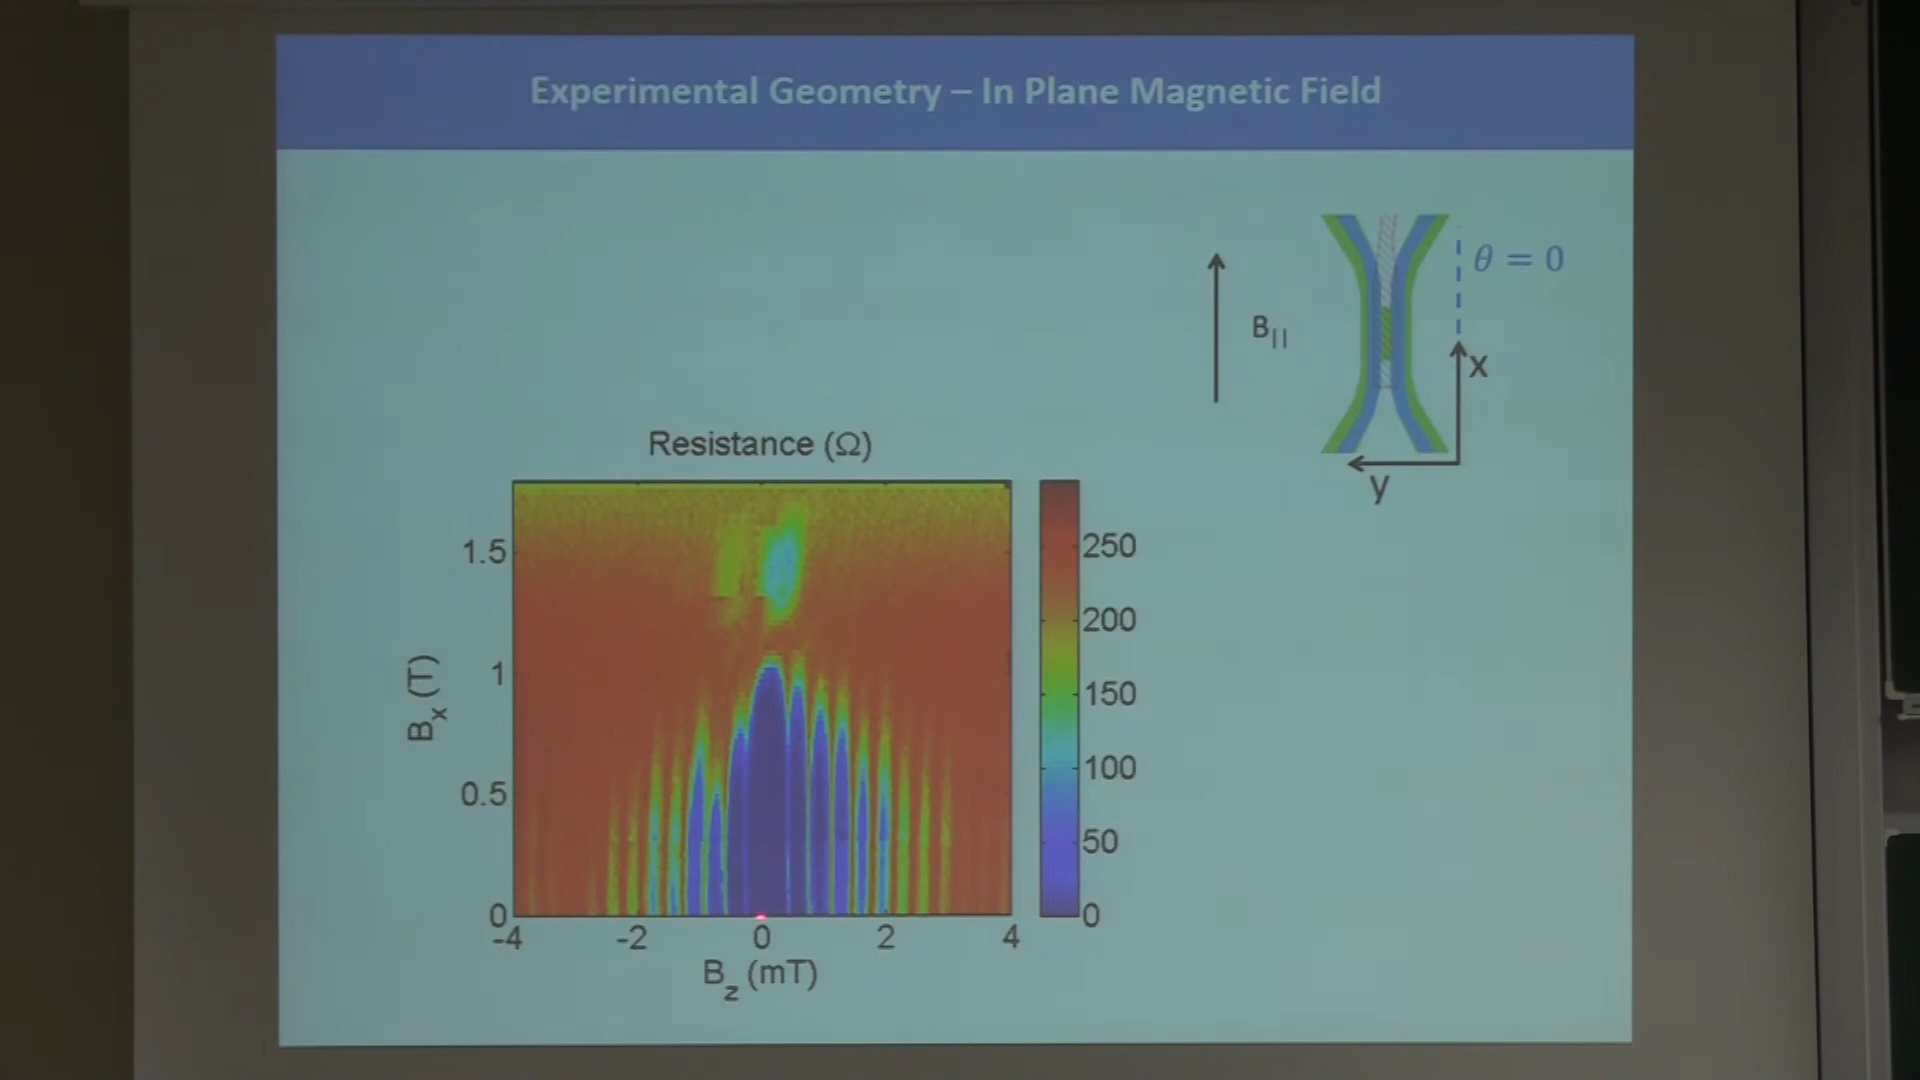 Experimental Geometry – In Plane Magnetic Field
θ = 0
B||
x
y
Resistance (Ω)
1.5
1
0.5
0
Bx (T)
-4 -2 0 2 4
Bz (mT)
250
200
150
100
50
0